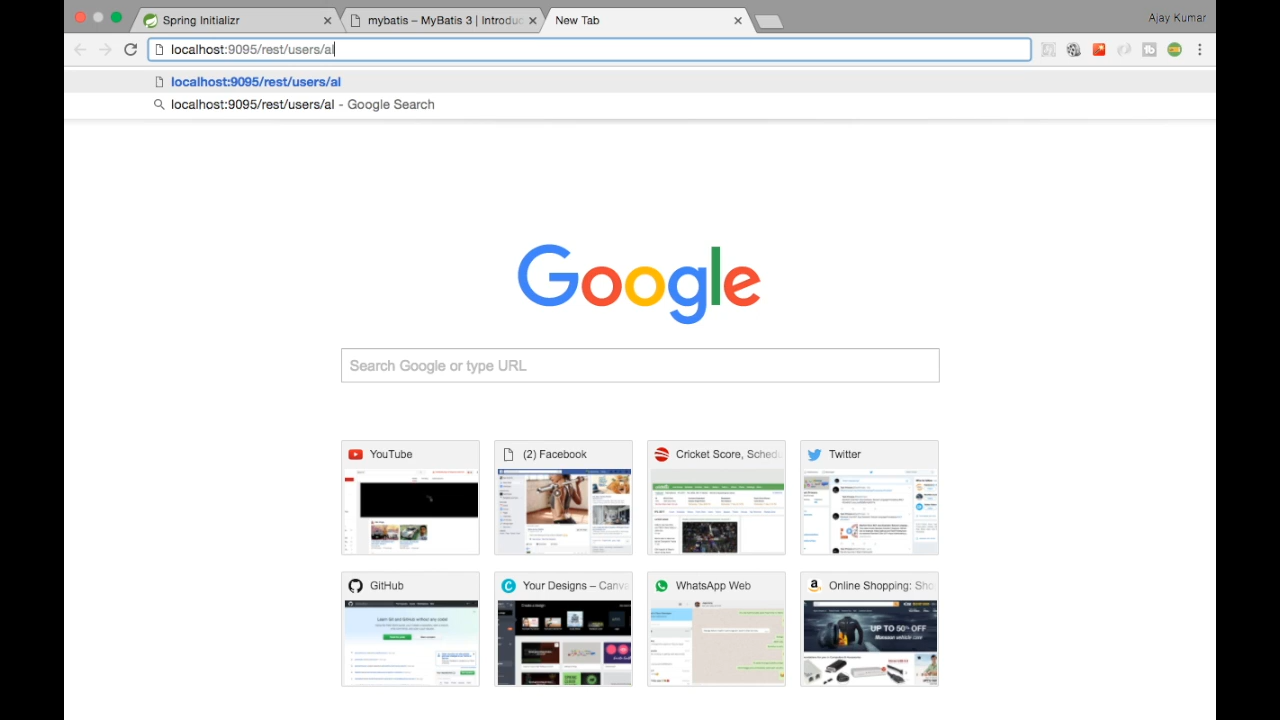 Spring Initializr
mybatis – MyBatis 3 | Introduc
New Tab
Ajay Kumar
localhost:9095/rest/users/al
localhost:9095/rest/users/al
localhost:9095/rest/users/al - Google Search
Google
Search Google or type URL
YouTube
(2) Facebook
Cricket Score, Schedu
Twitter
GitHub
Your Designs – Canva
WhatsApp Web
Online Shopping: Sho
UP TO 50% OFF